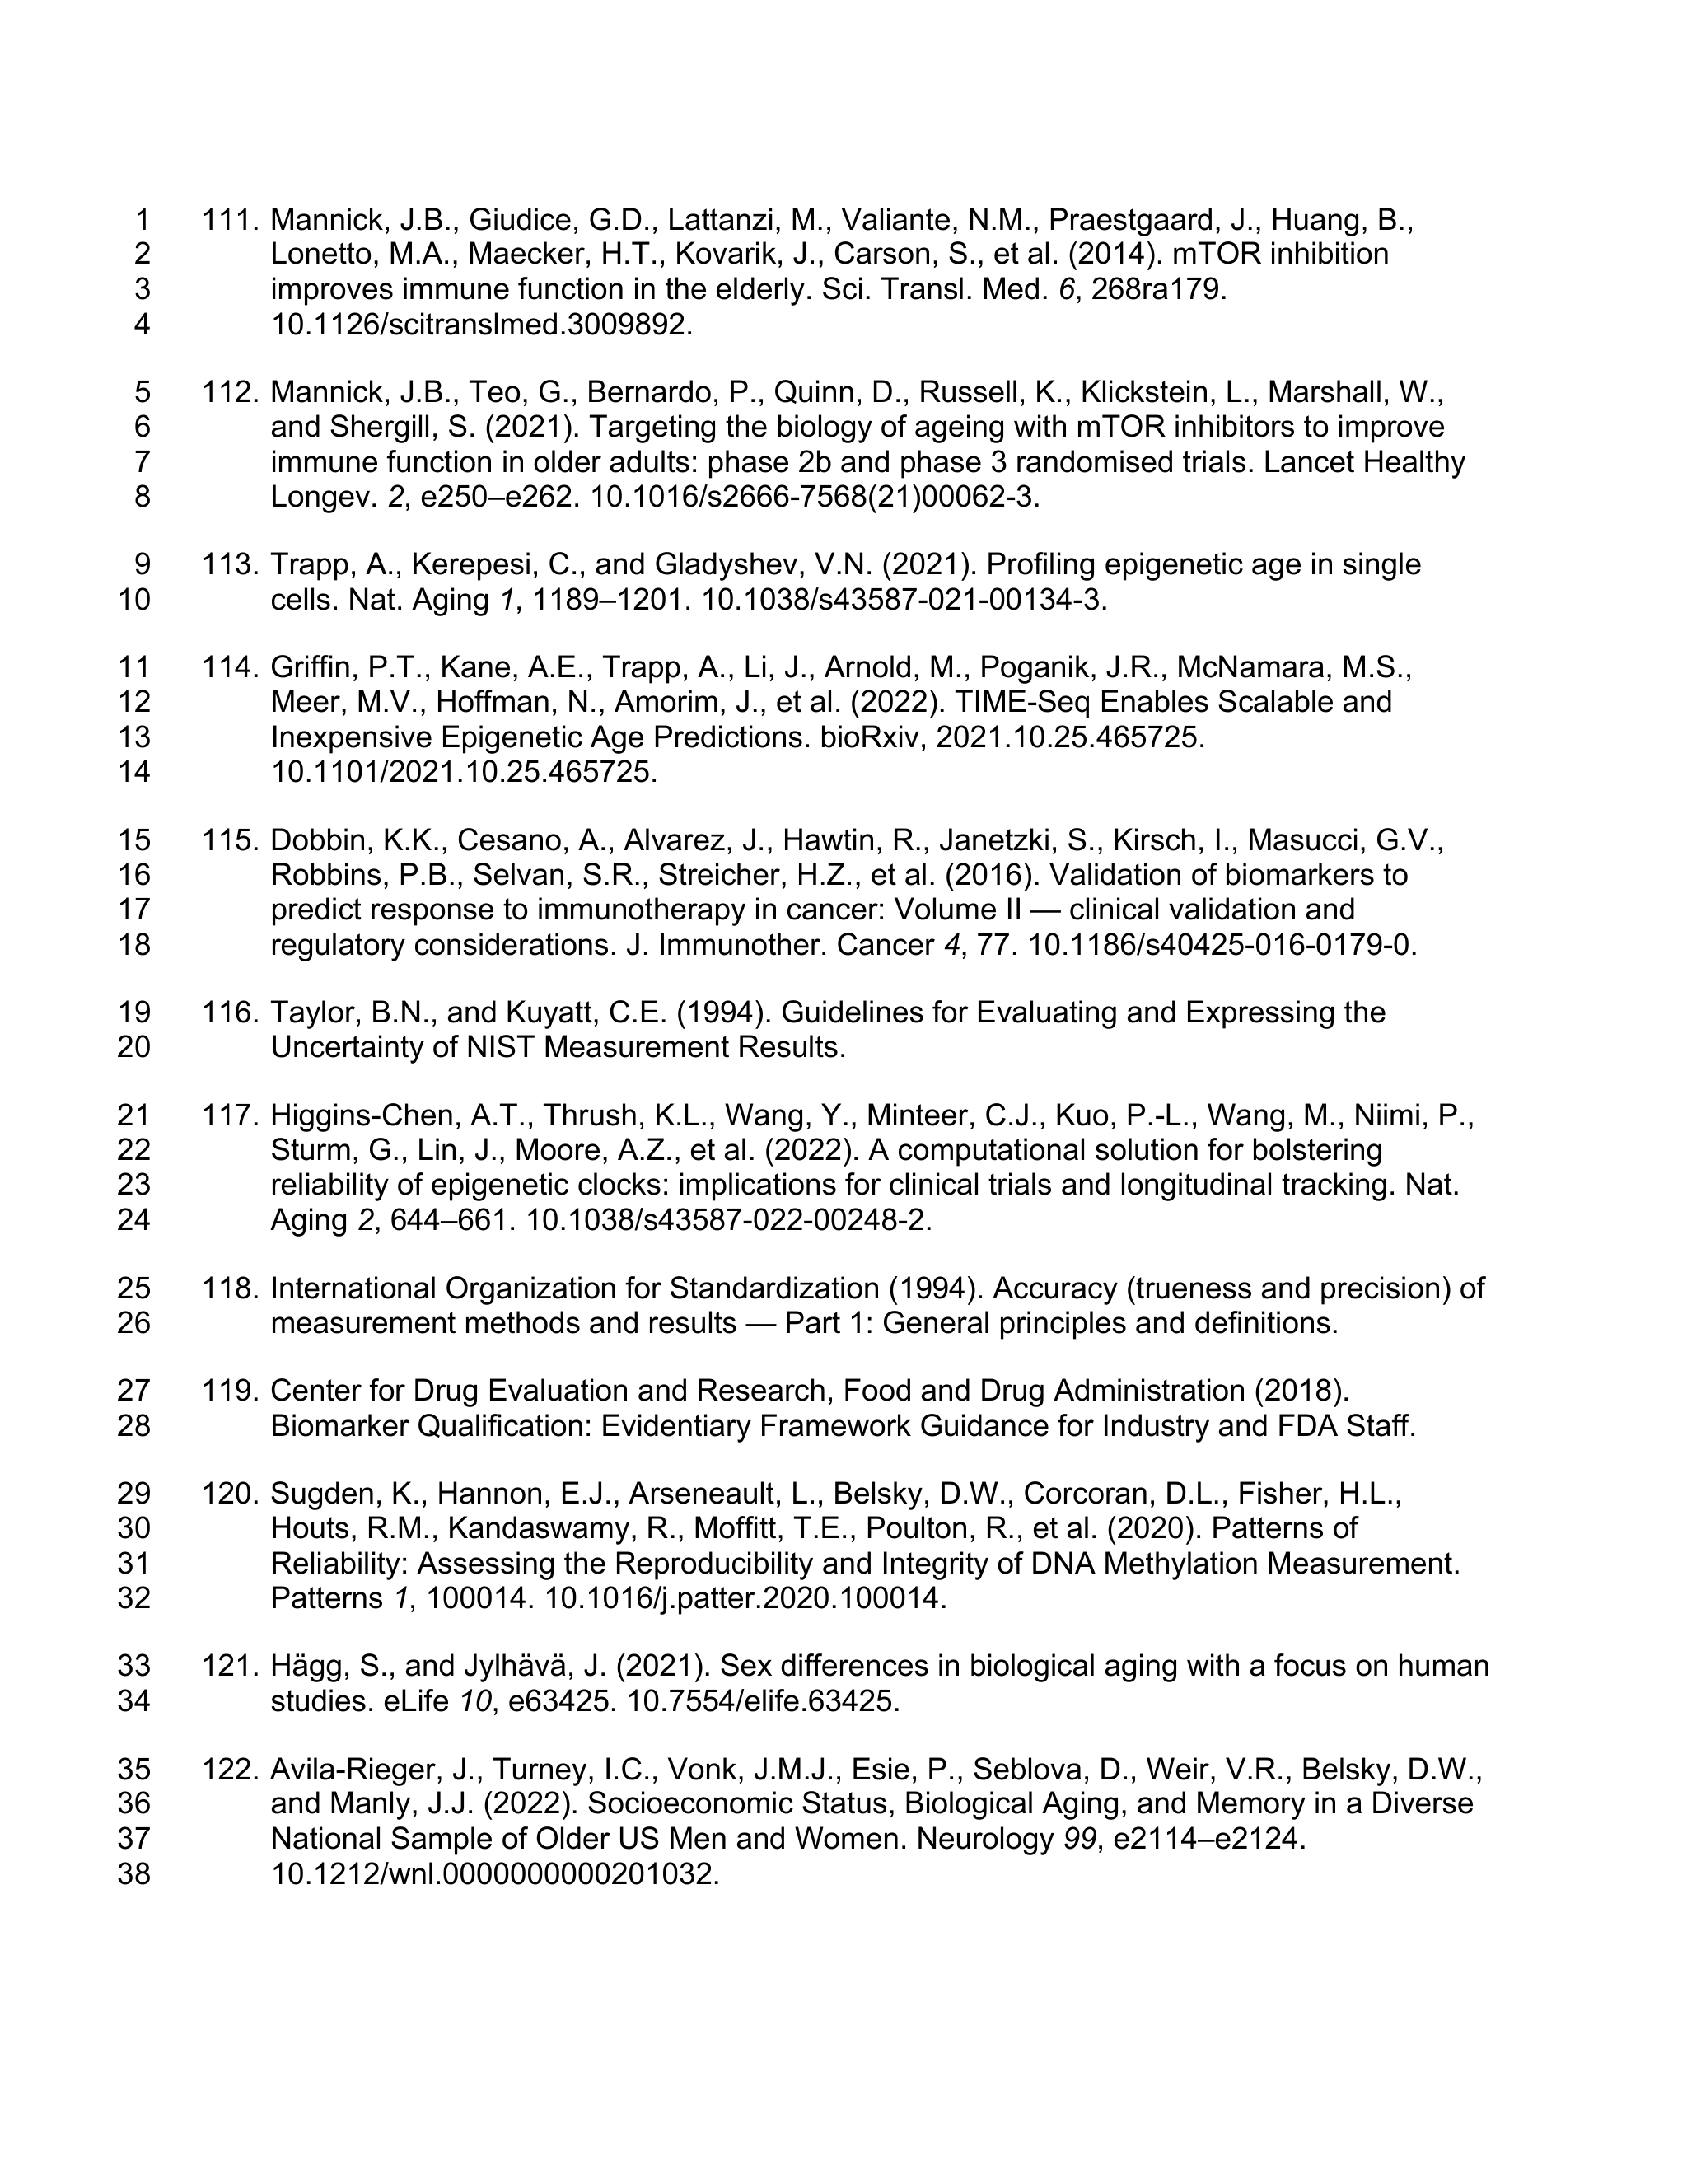 1 111. Mannick, J.B., Giudice, G.D., Lattanzi, M., Valiante, N.M., Praestgaard, J., Huang, B.,
2 Lonetto, M.A., Maecker, H.T., Kovarik, J., Carson, S., et al. (2014). mTOR inhibition
3 improves immune function in the elderly. Sci. Transl. Med. 6, 268ra179.
4 10.1126/scitranslmed.3009892.
5 112. Mannick, J.B., Teo, G., Bernardo, P., Quinn, D., Russell, K., Klickstein, L., Marshall, W.,
6 and Shergill, S. (2021). Targeting the biology of ageing with mTOR inhibitors to improve
7 immune function in older adults: phase 2b and phase 3 randomised trials. Lancet Healthy
8 Longev. 2, e250–e262. 10.1016/s2666-7568(21)00062-3.
9 113. Trapp, A., Kerepesi, C., and Gladyshev, V.N. (2021). Profiling epigenetic age in single
10 cells. Nat. Aging 1, 1189–1201. 10.1038/s43587-021-00134-3.
11 114. Griffin, P.T., Kane, A.E., Trapp, A., Li, J., Arnold, M., Poganik, J.R., McNamara, M.S.,
12 Meer, M.V., Hoffman, N., Amorim, J., et al. (2022). TIME-Seq Enables Scalable and
13 Inexpensive Epigenetic Age Predictions. bioRxiv, 2021.10.25.465725.
14 10.1101/2021.10.25.465725.
15 115. Dobbin, K.K., Cesano, A., Alvarez, J., Hawtin, R., Janetzki, S., Kirsch, I., Masucci, G.V.,
16 Robbins, P.B., Selvan, S.R., Streicher, H.Z., et al. (2016). Validation of biomarkers to
17 predict response to immunotherapy in cancer: Volume II — clinical validation and
18 regulatory considerations. J. Immunother. Cancer 4, 77. 10.1186/s40425-016-0179-0.
19 116. Taylor, B.N., and Kuyatt, C.E. (1994). Guidelines for Evaluating and Expressing the
20 Uncertainty of NIST Measurement Results.
21 117. Higgins-Chen, A.T., Thrush, K.L., Wang, Y., Minteer, C.J., Kuo, P.-L., Wang, M., Niimi, P.,
22 Sturm, G., Lin, J., Moore, A.Z., et al. (2022). A computational solution for bolstering
23 reliability of epigenetic clocks: implications for clinical trials and longitudinal tracking. Nat.
24 Aging 2, 644–661. 10.1038/s43587-022-00248-2.
25 118. International Organization for Standardization (1994). Accuracy (trueness and precision) of
26 measurement methods and results — Part 1: General principles and definitions.
27 119. Center for Drug Evaluation and Research, Food and Drug Administration (2018).
28 Biomarker Qualification: Evidentiary Framework Guidance for Industry and FDA Staff.
29 120. Sugden, K., Hannon, E.J., Arseneault, L., Belsky, D.W., Corcoran, D.L., Fisher, H.L.,
30 Houts, R.M., Kandaswamy, R., Moffitt, T.E., Poulton, R., et al. (2020). Patterns of
31 Reliability: Assessing the Reproducibility and Integrity of DNA Methylation Measurement.
32 Patterns 1, 100014. 10.1016/j.patter.2020.100014.
33 121. Hägg, S., and Jylhävä, J. (2021). Sex differences in biological aging with a focus on human
34 studies. eLife 10, e63425. 10.7554/elife.63425.
35 122. Avila-Rieger, J., Turney, I.C., Vonk, J.M.J., Esie, P., Seblova, D., Weir, V.R., Belsky, D.W.,
36 and Manly, J.J. (2022). Socioeconomic Status, Biological Aging, and Memory in a Diverse
37 National Sample of Older US Men and Women. Neurology 99, e2114–e2124.
38 10.1212/wnl.0000000000201032.